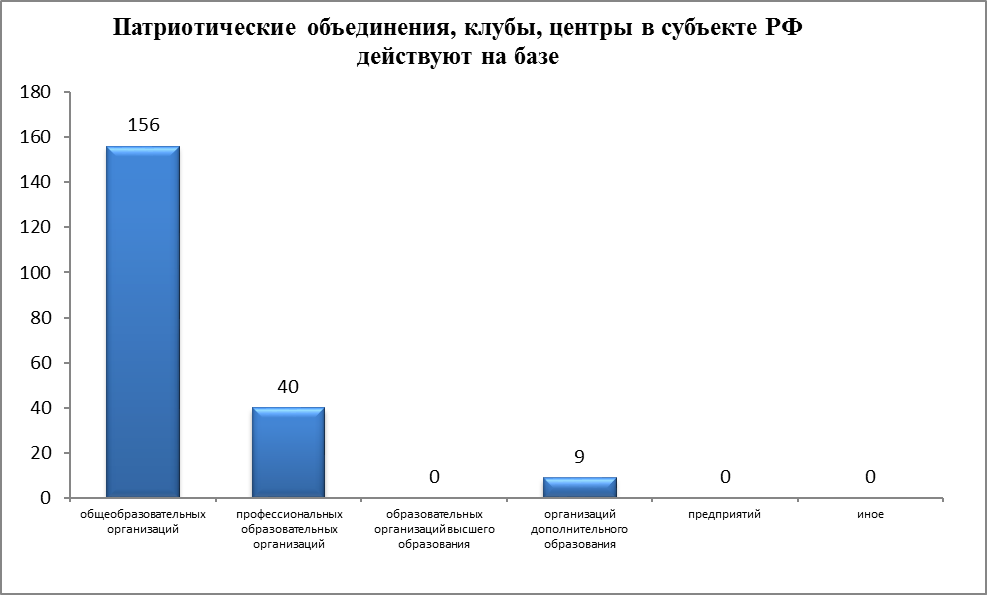 Патриотические объединения, клубы, центры в субъекте РФ
действуют на базе
180
160
140
120
100
80
60
40
20
0
156
40
0
9
0
0
общеобразовательных
организаций
профессиональных
образовательных
организаций
образовательных
организаций высшего
образования
организаций
дополнительного
образования
предприятий
иное